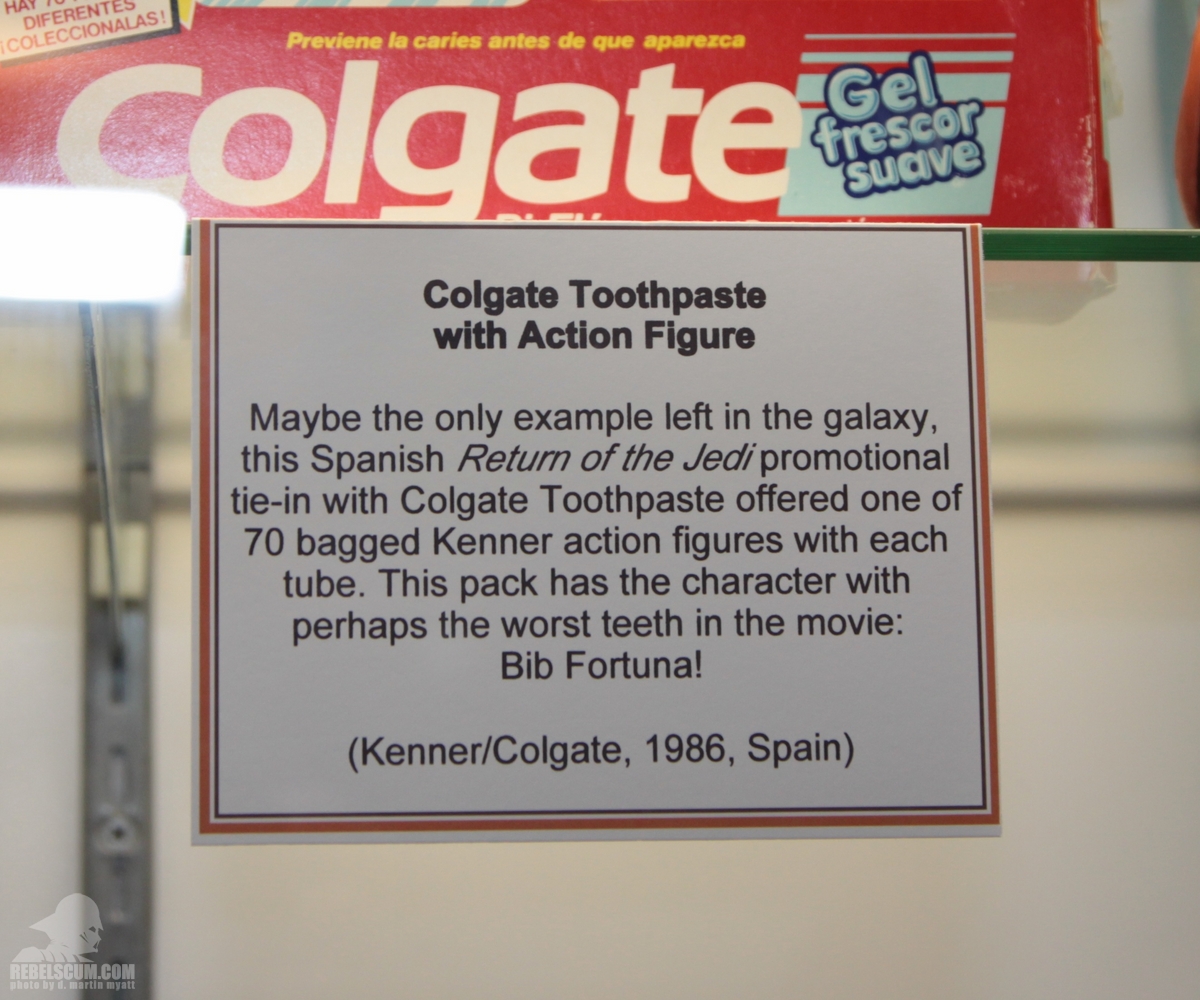 HAY 70
DIFERENTES
¡COLECCIONALAS!
Previene la caries antes de que aparezca
Colgate
Gel
frescor
suave
Colgate Toothpaste
with Action Figure
Maybe the only example left in the galaxy,
this Spanish Return of the Jedi promotional
tie-in with Colgate Toothpaste offered one of
70 bagged Kenner action figures with each
tube. This pack has the character with
perhaps the worst teeth in the movie:
Bib Fortuna!
(Kenner/Colgate, 1986, Spain)
REBELSCUM.COM
photo by d. martin myatt